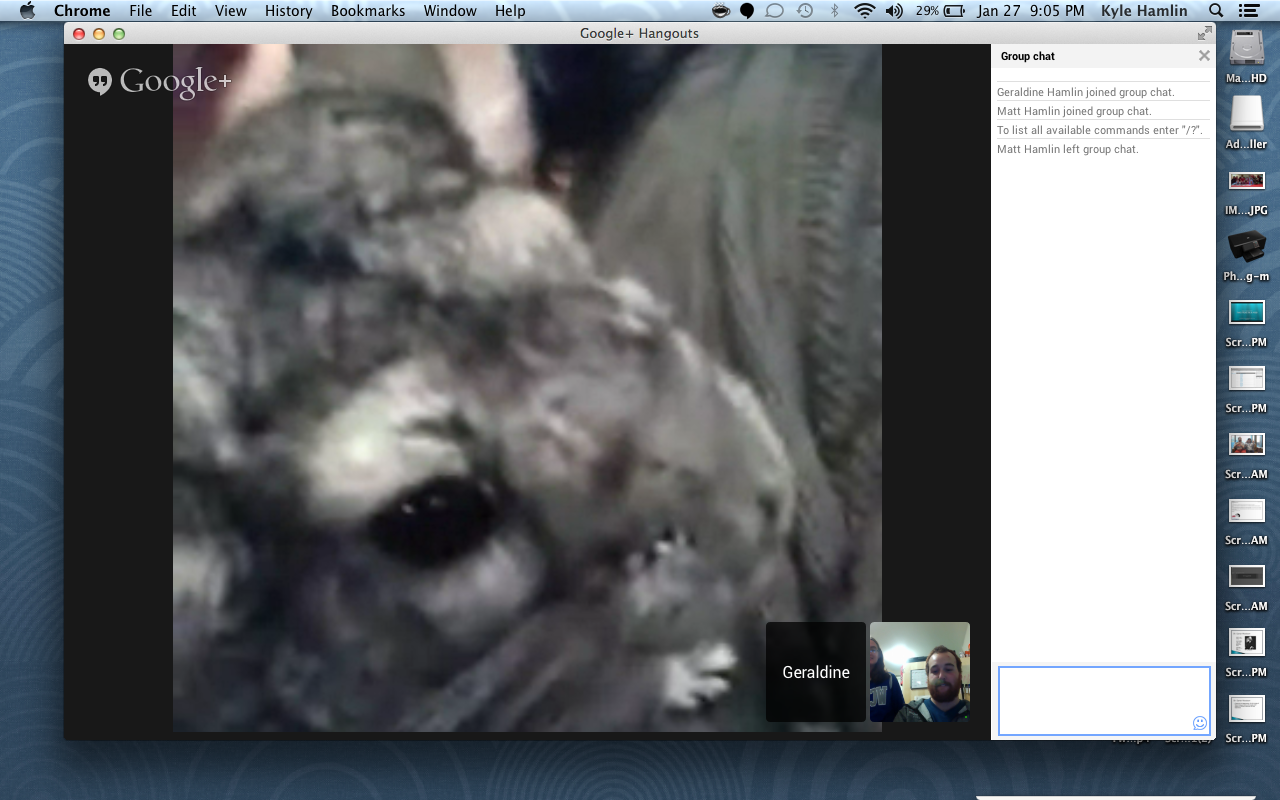 Chrome File Edit View History Bookmarks Window Help 29% Jan 27 9:05 PM Kyle Hamlin
Google+ Hangouts
Google+
Group chat
Geraldine Hamlin joined group chat.
Matt Hamlin joined group chat.
To list all available commands enter "/?".
Matt Hamlin left group chat.
Geraldine
Ma...HD
Ad...ller
IM....JPG
Ph...g-m
Scr...PM
Scr...PM
Scr...AM
Scr...AM
Scr...AM
Scr...PM
Scr...PM